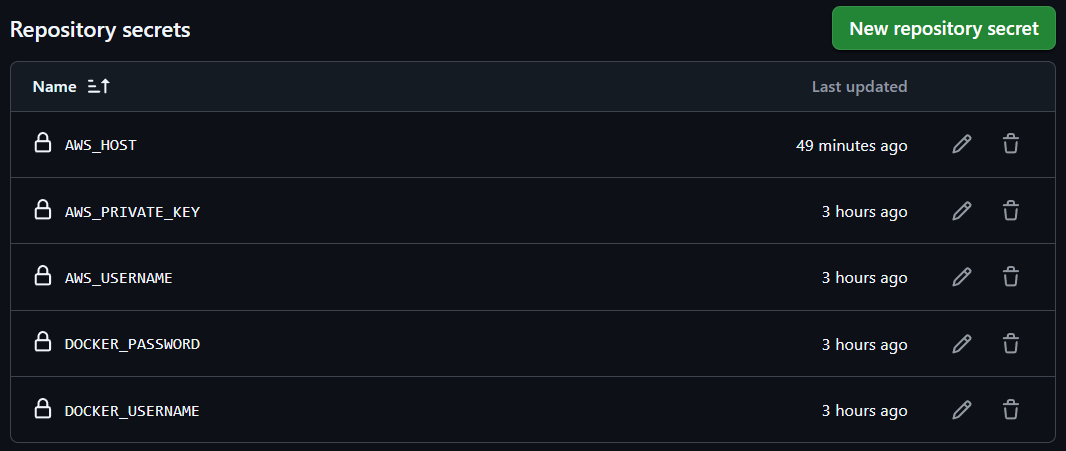 Repository secrets
New repository secret
Name
Last updated
AWS_HOST
49 minutes ago
AWS_PRIVATE_KEY
3 hours ago
AWS_USERNAME
3 hours ago
DOCKER_PASSWORD
3 hours ago
DOCKER_USERNAME
3 hours ago